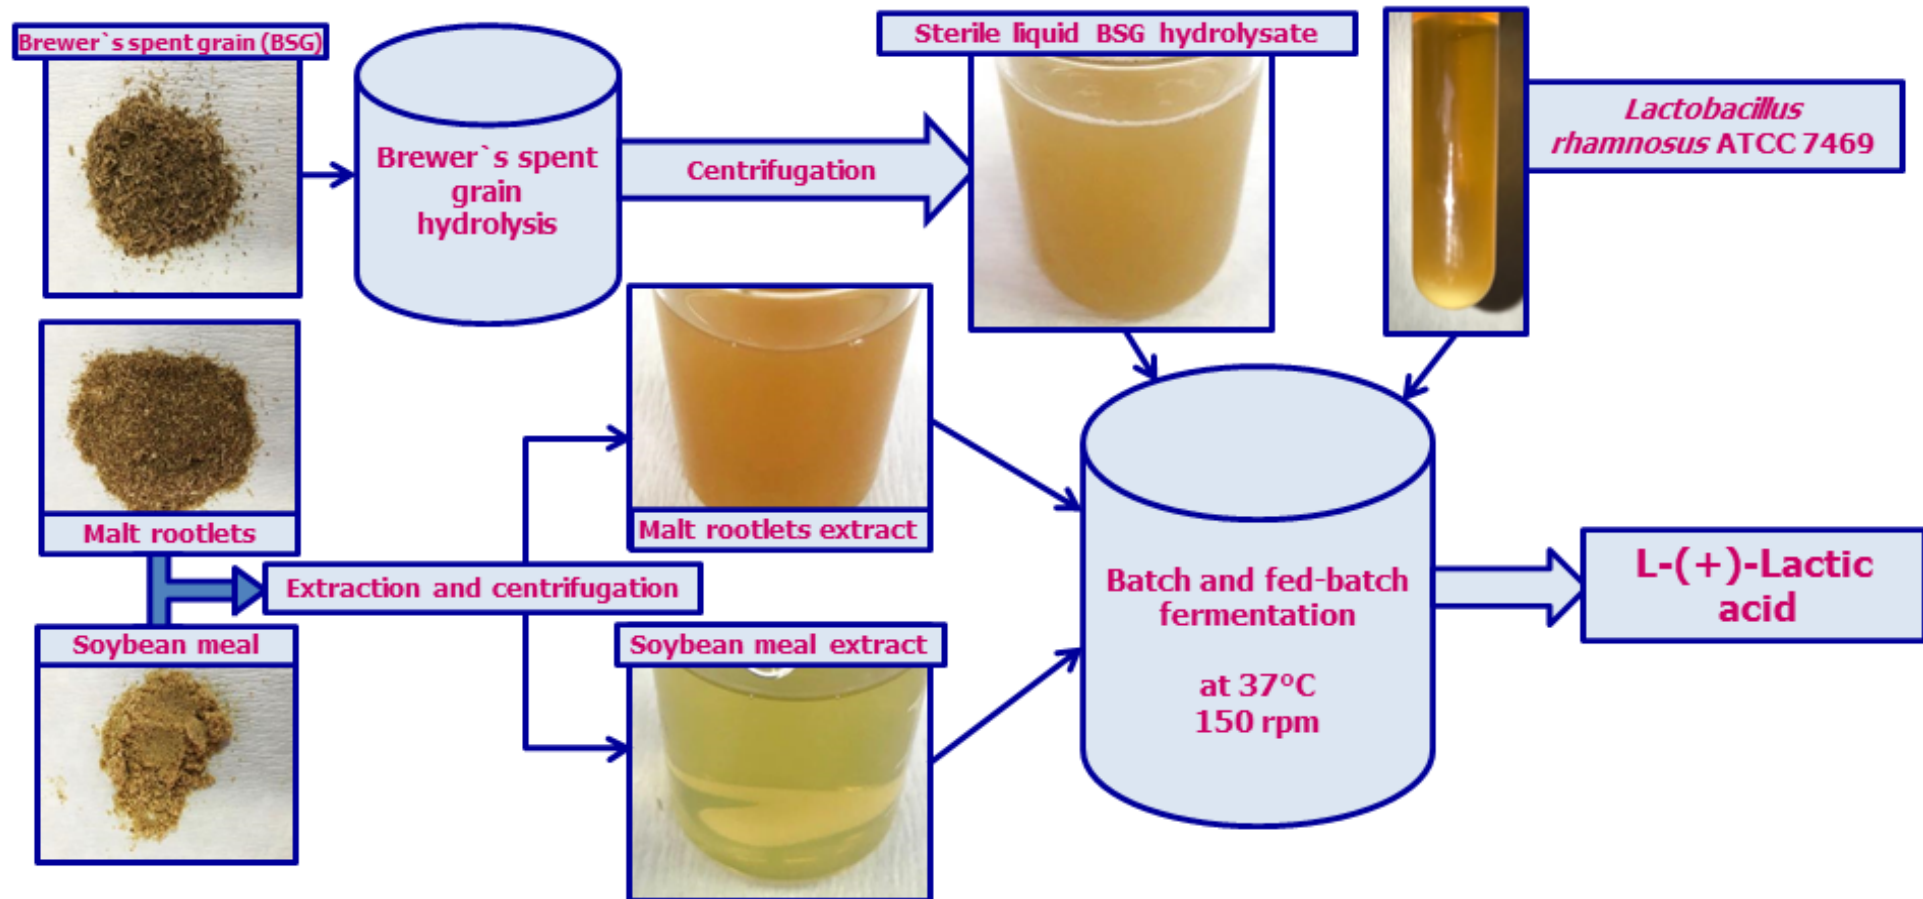 Brewer`s spent grain (BSG)
Brewer`s spent
grain
hydrolysis
Centrifugation
Sterile liquid BSG hydrolysate
Lactobacillus
rhamnosus ATCC 7469
Malt rootlets
Malt rootlets extract
Extraction and centrifugation
Soybean meal
Soybean meal extract
Batch and fed-batch
fermentation
at 37°C
150 rpm
L-(+)-Lactic
acid